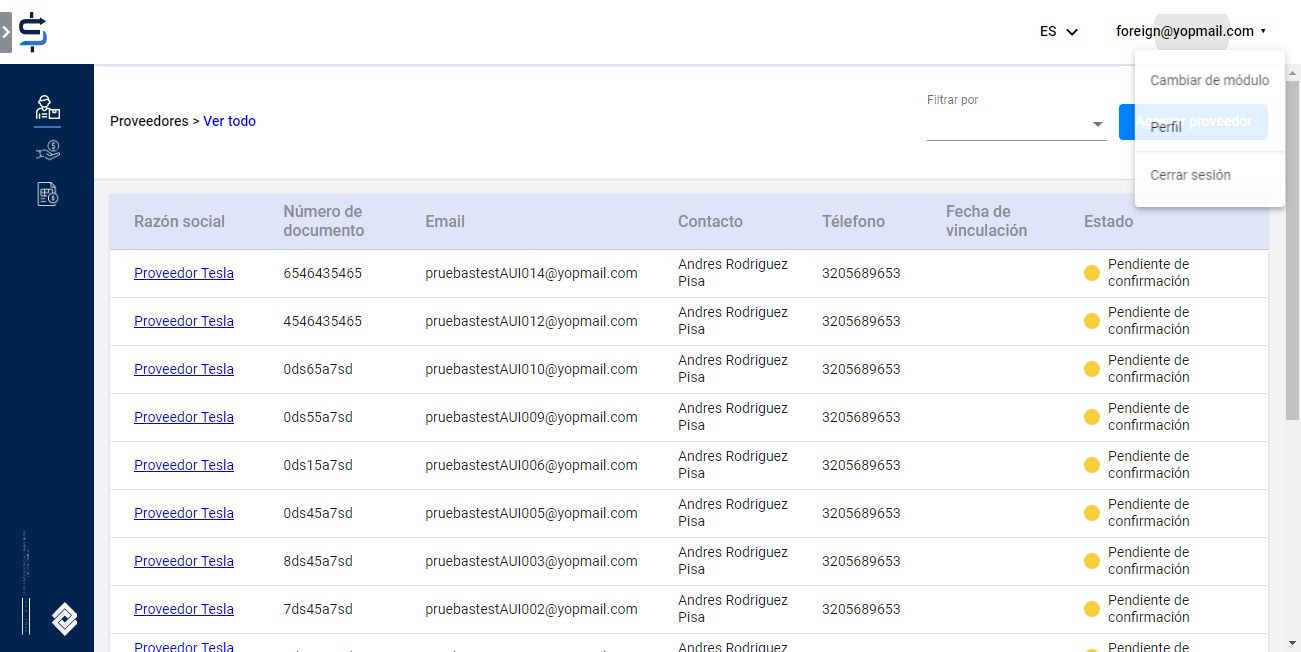 ES
foreign@yopmail.com
Cambiar de módulo
Perfil
Cerrar sesión
Proveedores > Ver todo
Filtrar por
Agregar proveedor
Razón social
Número de documento
Email
Contacto
Télefono
Fecha de vinculación
Estado
Proveedor Tesla 6546435465 pruebastestAUI014@yopmail.com Andres Rodriguez Pisa 3205689653 Pendiente de confirmación
Proveedor Tesla 4546435465 pruebastestAUI012@yopmail.com Andres Rodriguez Pisa 3205689653 Pendiente de confirmación
Proveedor Tesla 0ds65a7sd pruebastestAUI010@yopmail.com Andres Rodriguez Pisa 3205689653 Pendiente de confirmación
Proveedor Tesla 0ds55a7sd pruebastestAUI009@yopmail.com Andres Rodriguez Pisa 3205689653 Pendiente de confirmación
Proveedor Tesla 0ds15a7sd pruebastestAUI006@yopmail.com Andres Rodriguez Pisa 3205689653 Pendiente de confirmación
Proveedor Tesla 0ds45a7sd pruebastestAUI005@yopmail.com Andres Rodriguez Pisa 3205689653 Pendiente de confirmación
Proveedor Tesla 8ds45a7sd pruebastestAUI003@yopmail.com Andres Rodriguez Pisa 3205689653 Pendiente de confirmación
Proveedor Tesla 7ds45a7sd pruebastestAUI002@yopmail.com Andres Rodriguez Pisa 3205689653 Pendiente de confirmación
Proveedor Tesla Andres Rodriguez Pendiente de